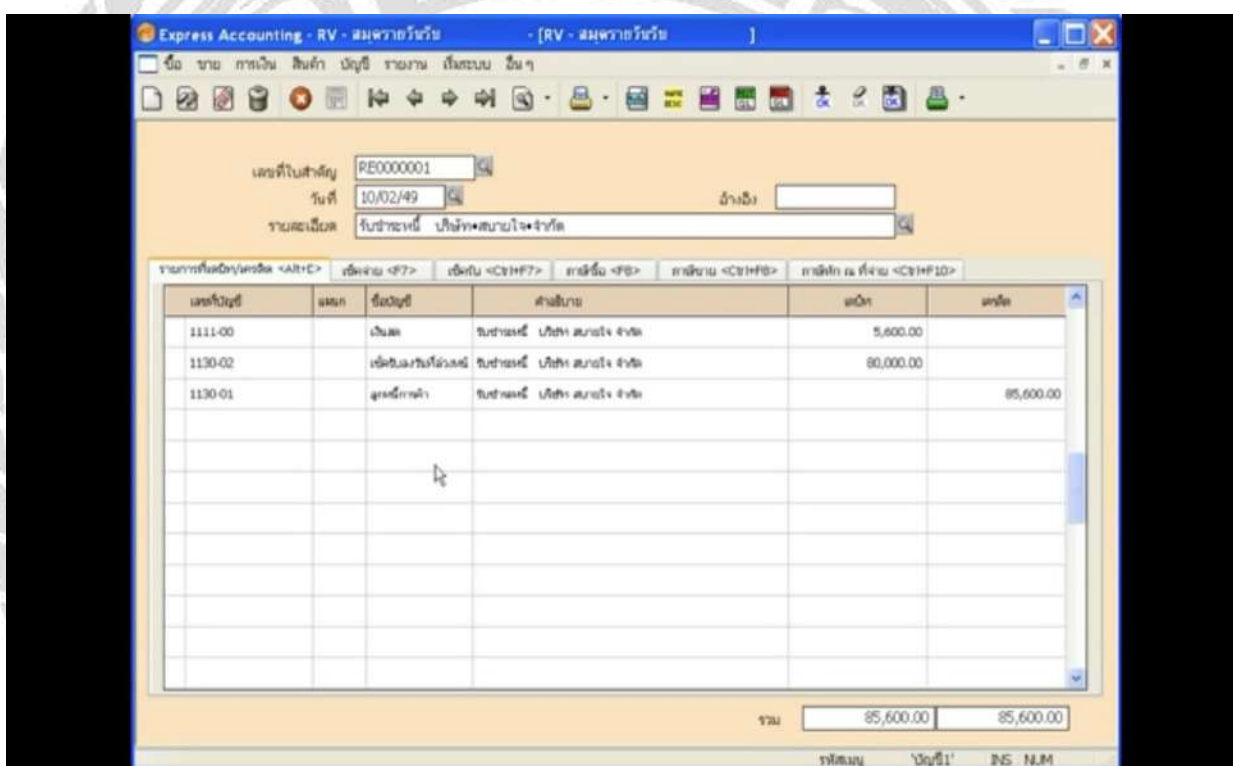 Express Accounting - RV - สมุดรายวันรับ - [RV - สมุดรายวันรับ ]
ซื้อ ขาย การเงิน สินค้า บัญชี รายงาน เริ่มระบบ อื่นๆ
เลขที่ใบสำคัญ RE0000001
วันที่ 10/02/49 อ้างอิง
รายละเอียด รับชำระหนี้ บริษัท•สบายใจ•จำกัด
รายการที่เดบิท/เครดิต <Alt+E> เช็คจ่าย <F7> เช็ครับ <Ctrl+F7> ภาษีซื้อ <F8> ภาษีขาย <Ctrl+F8> ภาษีหัก ณ ที่จ่าย <Ctrl+F10>
เลขที่บัญชี แผนก ชื่อบัญชี คำอธิบาย เดบิท เครดิต
1111-00 เงินสด รับชำระหนี้ บริษัท สบายใจ จำกัด 5,600.00
1130-02 เช็ครับลงวันที่ล่วงหน้า รับชำระหนี้ บริษัท สบายใจ จำกัด 80,000.00
1130-01 ลูกหนี้การค้า รับชำระหนี้ บริษัท สบายใจ จำกัด 85,600.00
รวม 85,600.00 85,600.00
รหัสเมนู 'บัญชี1' INS NUM